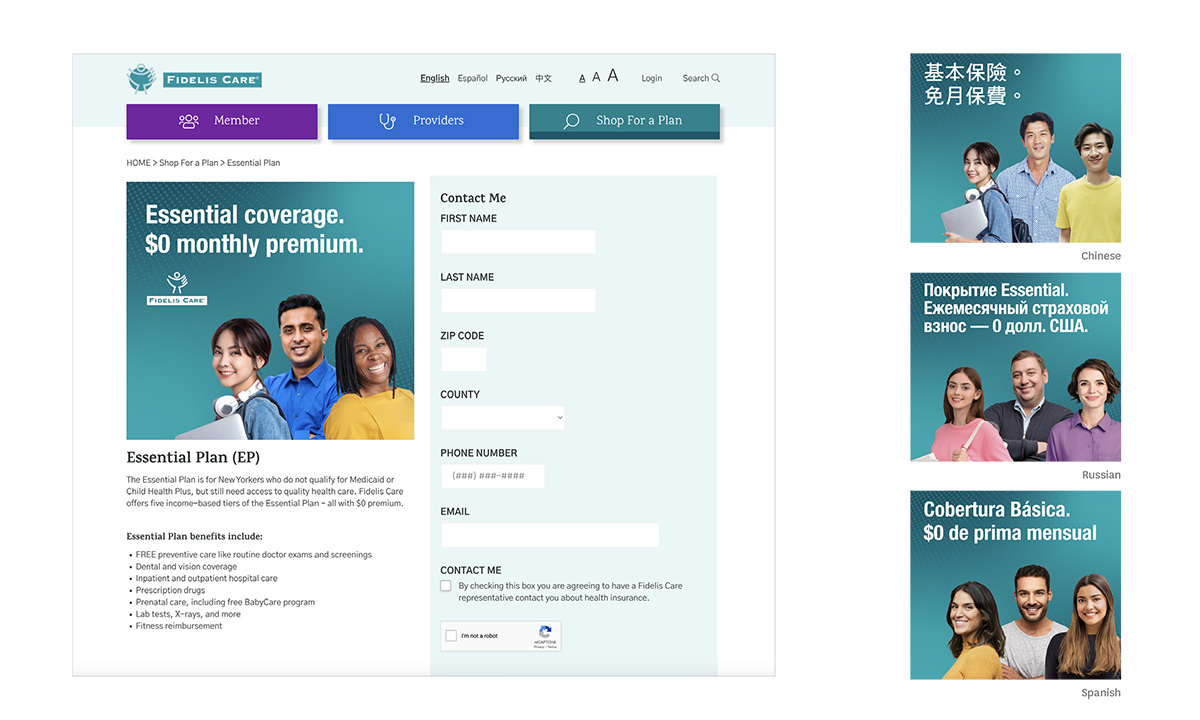 FIDELIS CARE®
English Español Русский 中文 A A A Login Search
Member
Providers
Shop For a Plan
HOME > Shop For a Plan > Essential Plan
Essential coverage.
$0 monthly premium.
FIDELIS CARE®
Essential Plan (EP)
The Essential Plan is for New Yorkers who do not qualify for Medicaid or
Child Health Plus, but still need access to quality health care. Fidelis Care
offers five income-based tiers of the Essential Plan – all with $0 premium.
Essential Plan benefits include:
• FREE preventive care like routine doctor exams and screenings
• Dental and vision coverage
• Inpatient and outpatient hospital care
• Prescription drugs
• Prenatal care, including free BabyCare program
• Lab tests, X-rays, and more
• Fitness reimbursement
Contact Me
FIRST NAME
LAST NAME
ZIP CODE
COUNTY
PHONE NUMBER
(###) ###-####
EMAIL
CONTACT ME
By checking this box you are agreeing to have a Fidelis Care
representative contact you about health insurance.
I'm not a robot
reCAPTCHA
Privacy - Terms
基本保險。
免月保費。
Chinese
Покрытие Essential.
Ежемесячный страховой
взнос — 0 долл. США.
Russian
Cobertura Básica.
$0 de prima mensual
Spanish